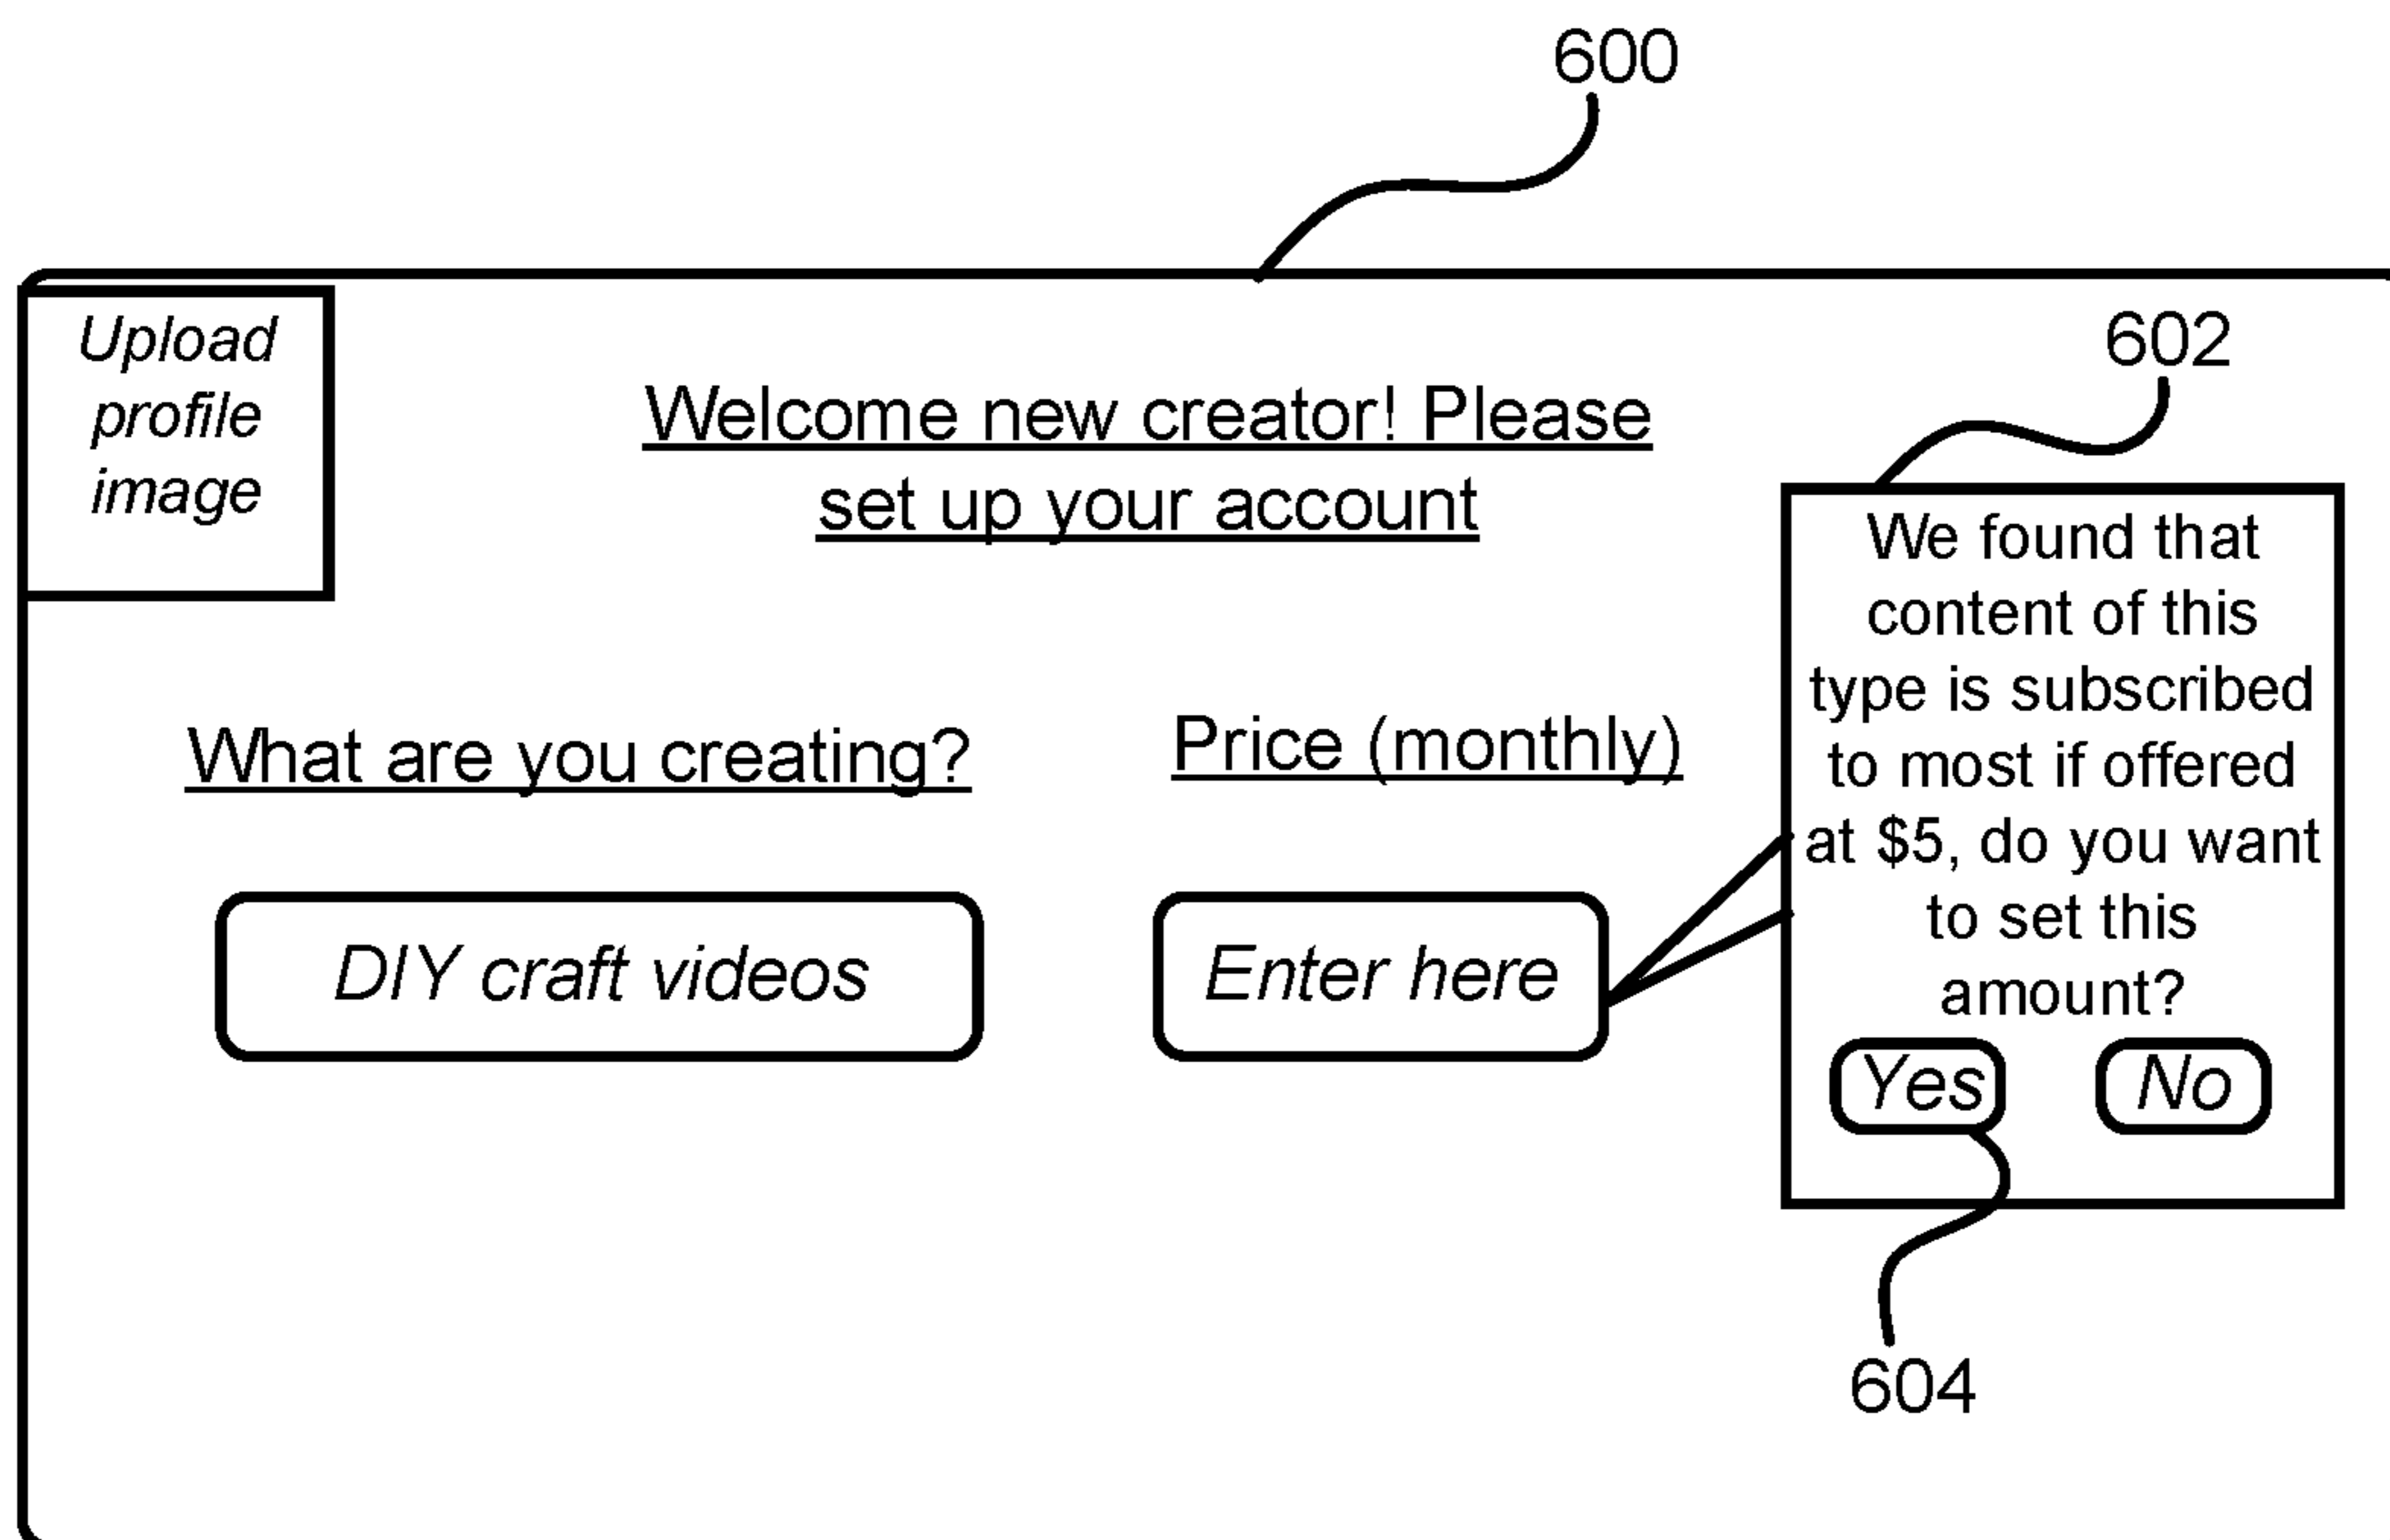 600
Upload
profile
image
602
Welcome new creator! Please
set up your account
We found that
content of this
type is subscribed
to most if offered
at $5, do you want
to set this
amount?
Yes No
What are you creating?
Price (monthly)
DIY craft videos
Enter here
604